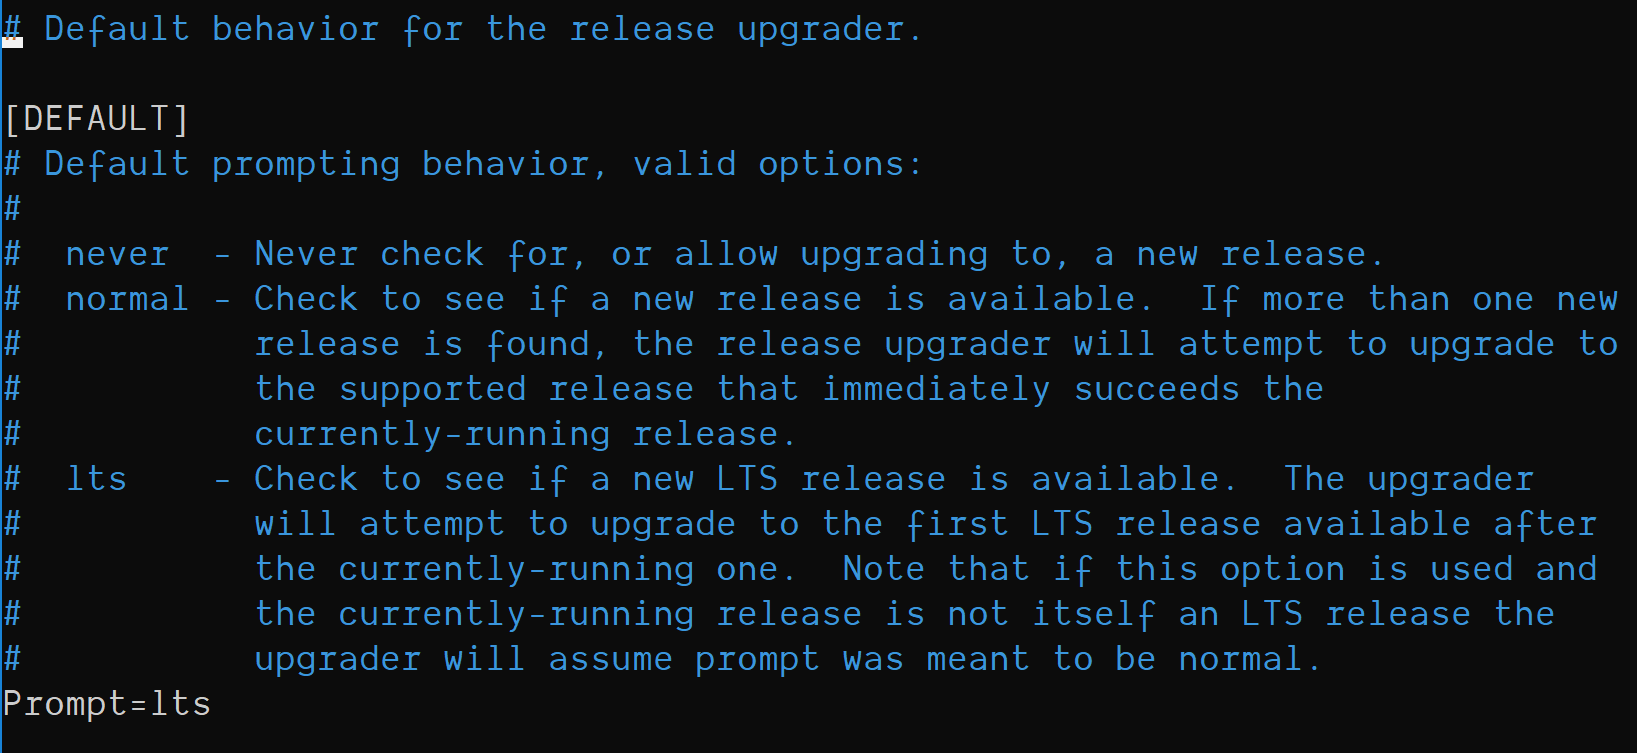 # Default behavior for the release upgrader.

[DEFAULT]
# Default prompting behavior, valid options:
#
#  never  - Never check for, or allow upgrading to, a new release.
#  normal - Check to see if a new release is available.  If more than one new
#           release is found, the release upgrader will attempt to upgrade to
#           the supported release that immediately succeeds the
#           currently-running release.
#  lts    - Check to see if a new LTS release is available.  The upgrader
#           will attempt to upgrade to the first LTS release available after
#           the currently-running one.  Note that if this option is used and
#           the currently-running release is not itself an LTS release the
#           upgrader will assume prompt was meant to be normal.
Prompt=lts